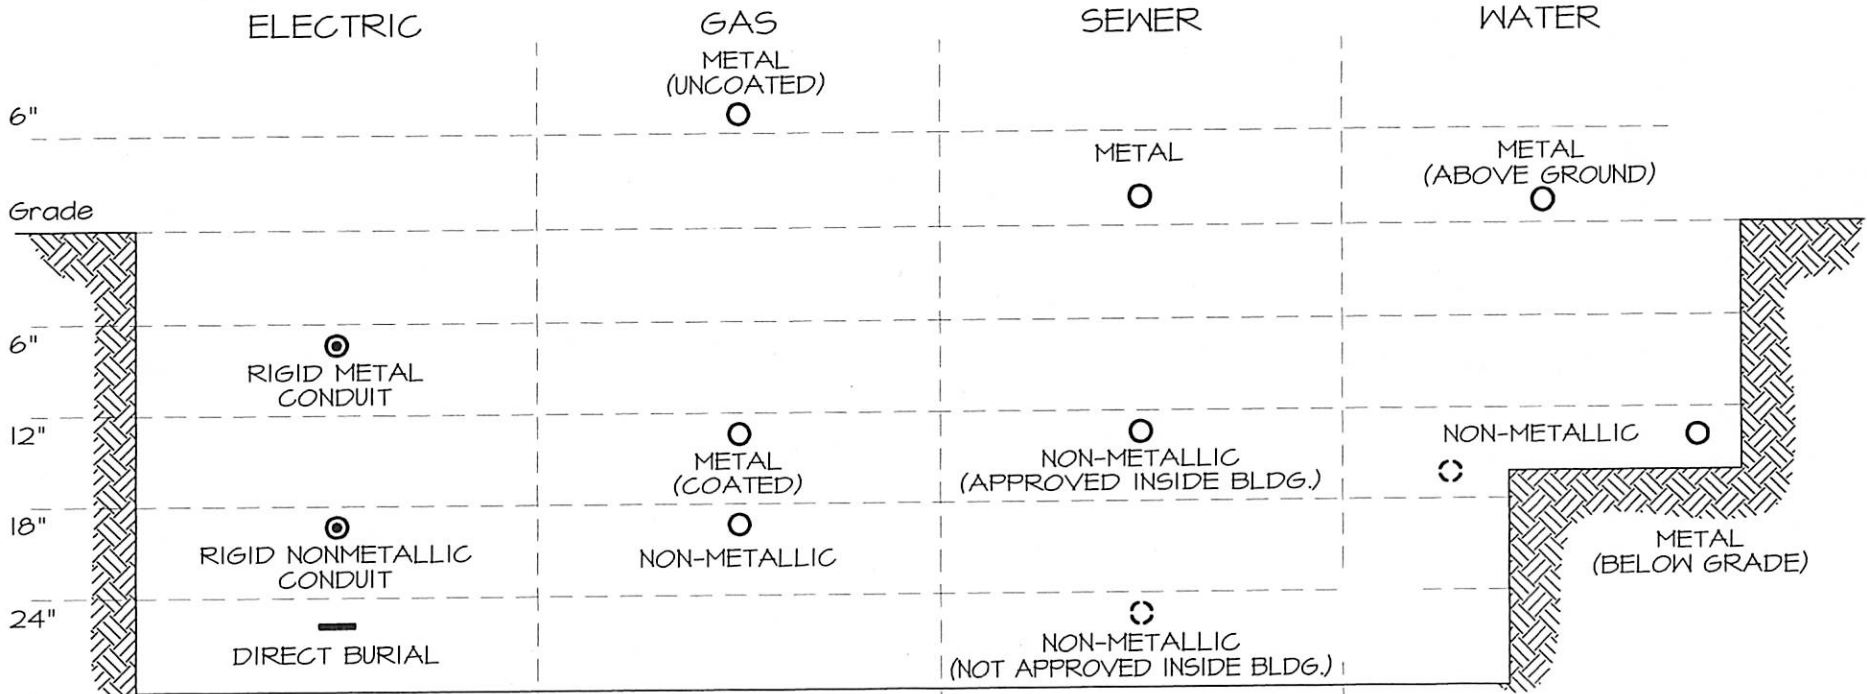 ELECTRIC
GAS
SEWER
WATER
METAL
(UNCOATED)
6"
METAL
METAL
(ABOVE GROUND)
Grade
6"
RIGID METAL
CONDUIT
12"
METAL
(COATED)
NON-METALLIC
(APPROVED INSIDE BLDG.)
NON-METALLIC
18"
RIGID NONMETALLIC
CONDUIT
NON-METALLIC
METAL
(BELOW GRADE)
24"
DIRECT BURIAL
NON-METALLIC
(NOT APPROVED INSIDE BLDG.)